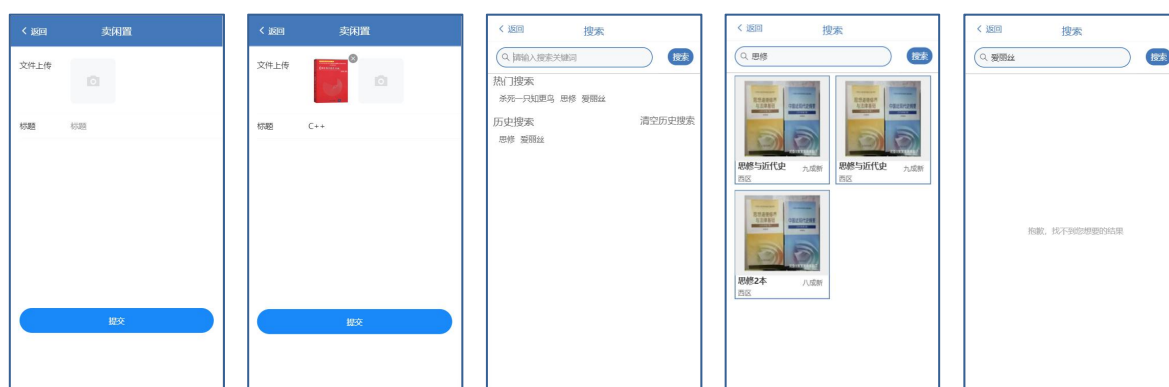 返回 卖闲置
文件上传
标题 标题
提交
返回 卖闲置
文件上传
标题 C++
提交
返回 搜索
请输入搜索关键词 搜索
热门搜索
杀死一只知更鸟 思修 爱丽丝
历史搜索 清空历史搜索
思修 爱丽丝
返回 搜索
思修 搜索
思修与近代史 九成新
西区
思修与近代史 九成新
西区
思修2本 八成新
西区
返回 搜索
爱丽丝 搜索
抱歉，找不到您想要的结果